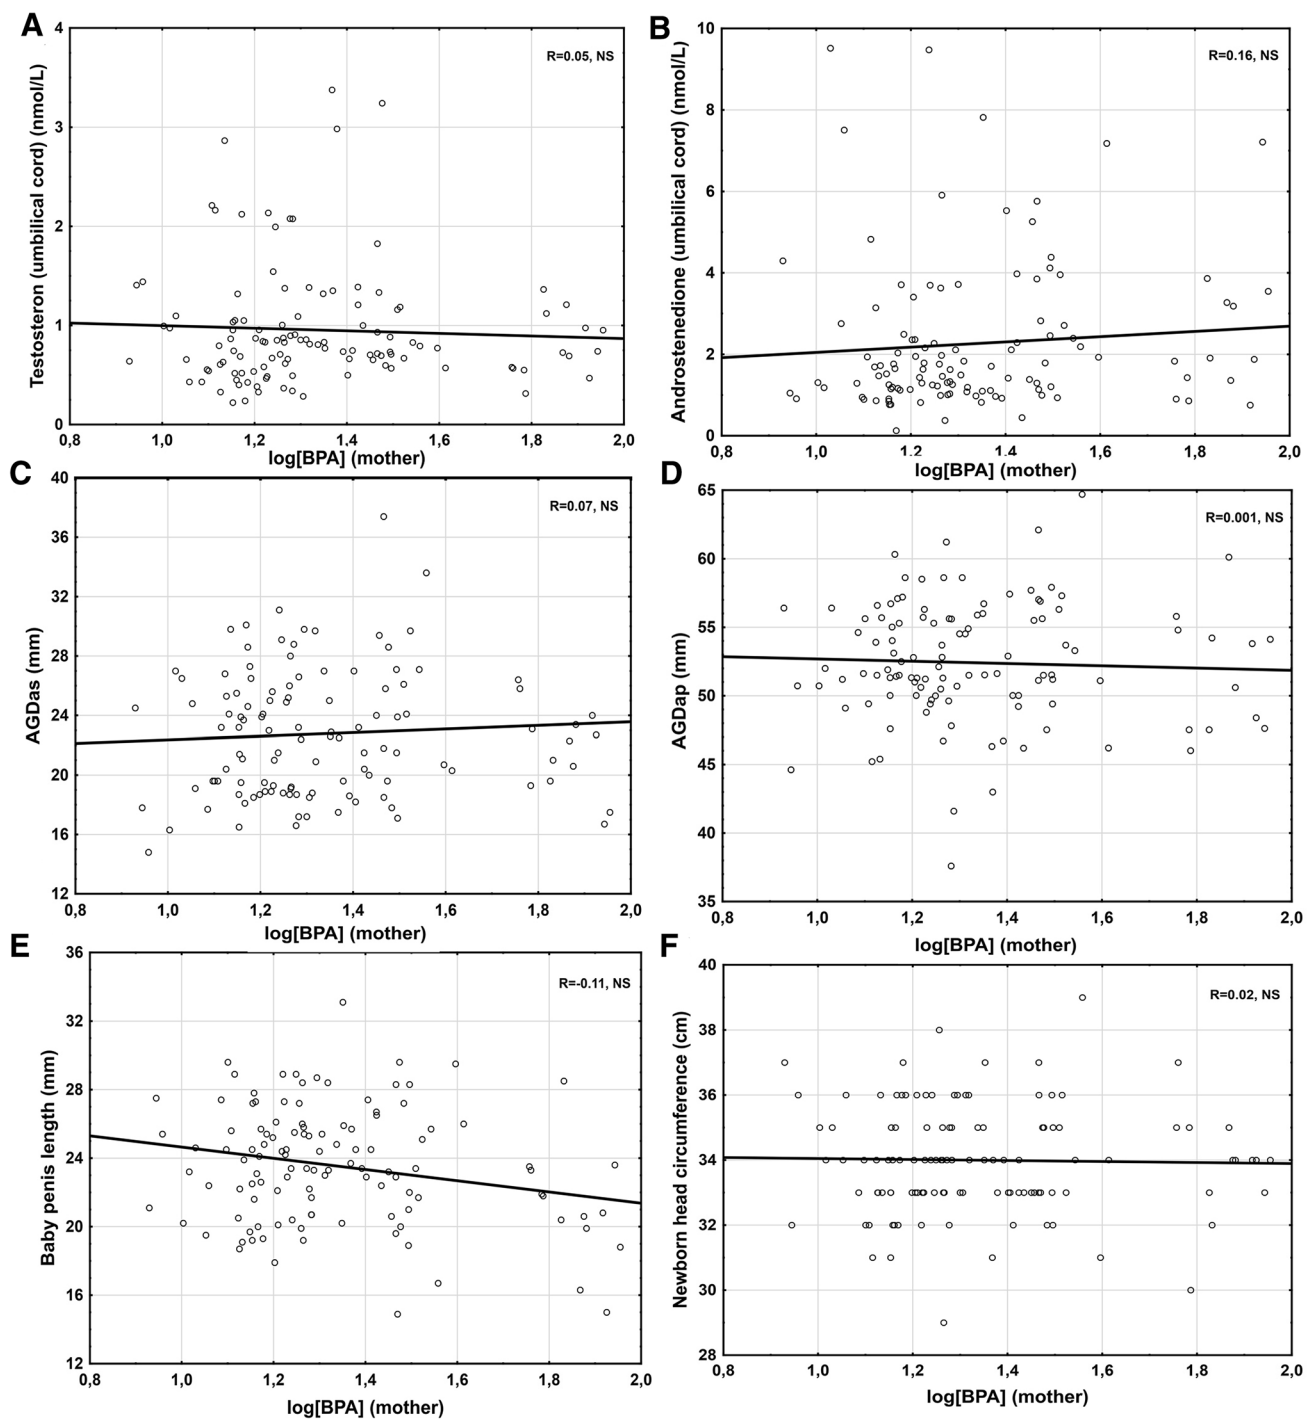 A
Testosteron (umbilical cord) (nmol/L)
R=0.05, NS
4
3
2
1
0
0,8 1,0 1,2 1,4 1,6 1,8 2,0
log[BPA] (mother)
B
Androstenedione (umbilical cord) (nmol/L)
R=0.16, NS
10
8
6
4
2
0
0,8 1,0 1.2 1.4 1,6 1,8 2,0
log[BPA] (mother)
C
AGDas (mm)
R=0.07, NS
40
36
32
28
24
20
16
12
0,8 1,0 1,2 1,4 1,6 1,8 2,0
log[BPA] (mother)
D
AGDap (mm)
R=0.001, NS
65
60
55
50
45
40
35
0,8 1,0 1,2 1,4 1,6 1,8 2,0
log[BPA] (mother)
E
Baby penis length (mm)
R=-0.11, NS
36
32
28
24
20
16
12
0,8 1,0 1,2 1,4 1,6 1,8 2,0
log[BPA] (mother)
F
Newborn head circumference (cm)
R=0.02, NS
40
38
36
34
32
30
28
0,8 1,0 1,2 1,4 1,6 1,8 2,0
log[BPA] (mother)